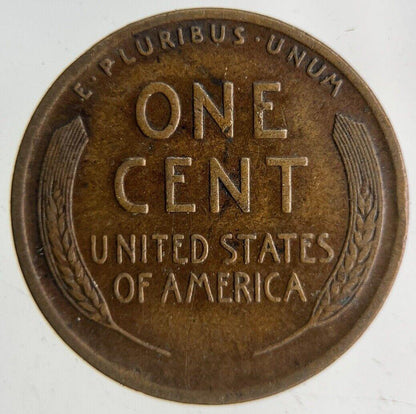 E·PLURIBUS·UNUM
ONE
CENT
UNITED STATES
OF AMERICA